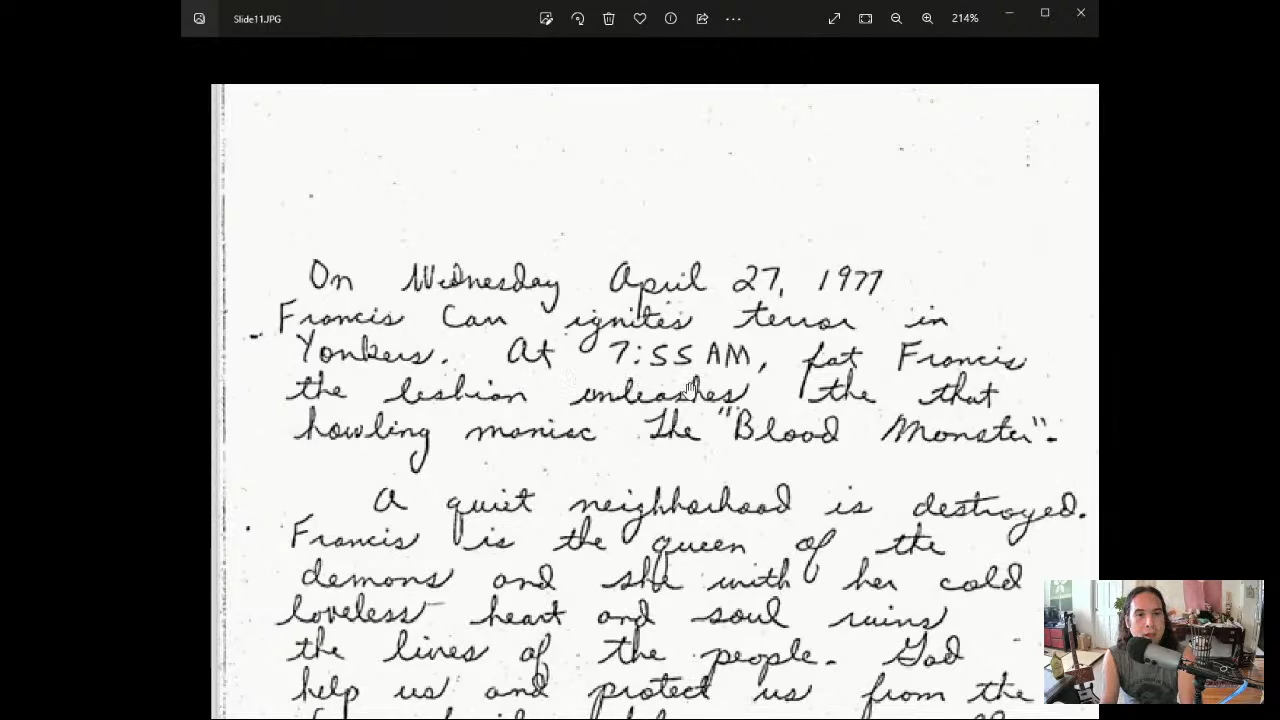 Slide11.JPG
214%
On Wednesday April 27, 1977
Francis Carr ignites terror in
Yonkers. At 7:55 AM, fat Francis
the lesbian unleashes the that
howling maniac The "Blood Monster".
A quiet neighborhood is destroyed.
Francis is the queen of the
demons and she with her cold
loveless heart and soul ruins
the lives of the people. God
help us and protect us from the